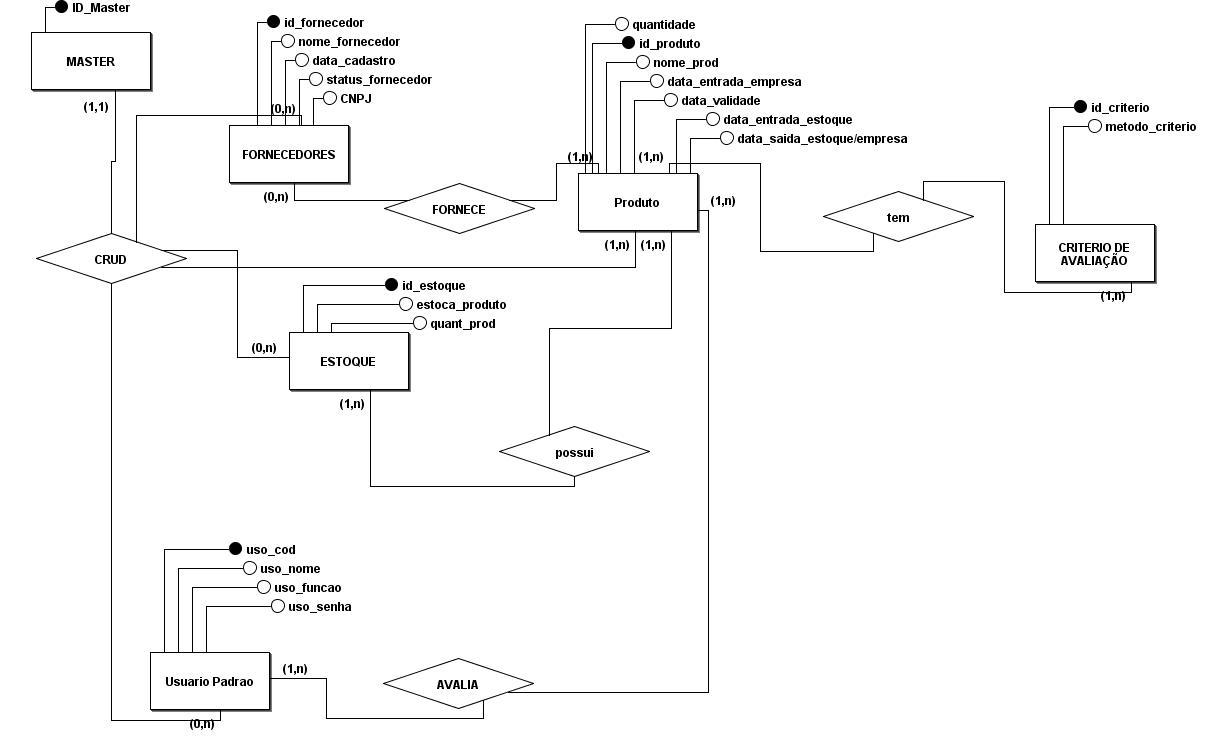 ID_Master
MASTER
(1,1)
id_fornecedor
nome_fornecedor
data_cadastro
status_fornecedor
CNPJ
(0,n)
FORNECEDORES
(0,n)
FORNECE
quantidade
id_produto
nome_prod
data_entrada_empresa
data_validade
data_entrada_estoque
data_saida_estoque/empresa
(1,n)
(1,n)
Produto
(1,n)
(1,n)
(1,n)
tem
id_criterio
metodo_criterio
CRITERIO DE
AVALIAÇÃO
(1,n)
CRUD
id_estoque
estoca_produto
quant_prod
(0,n)
ESTOQUE
(1,n)
possui
uso_cod
uso_nome
uso_funcao
uso_senha
Usuario Padrao
(1,n)
(0,n)
AVALIA